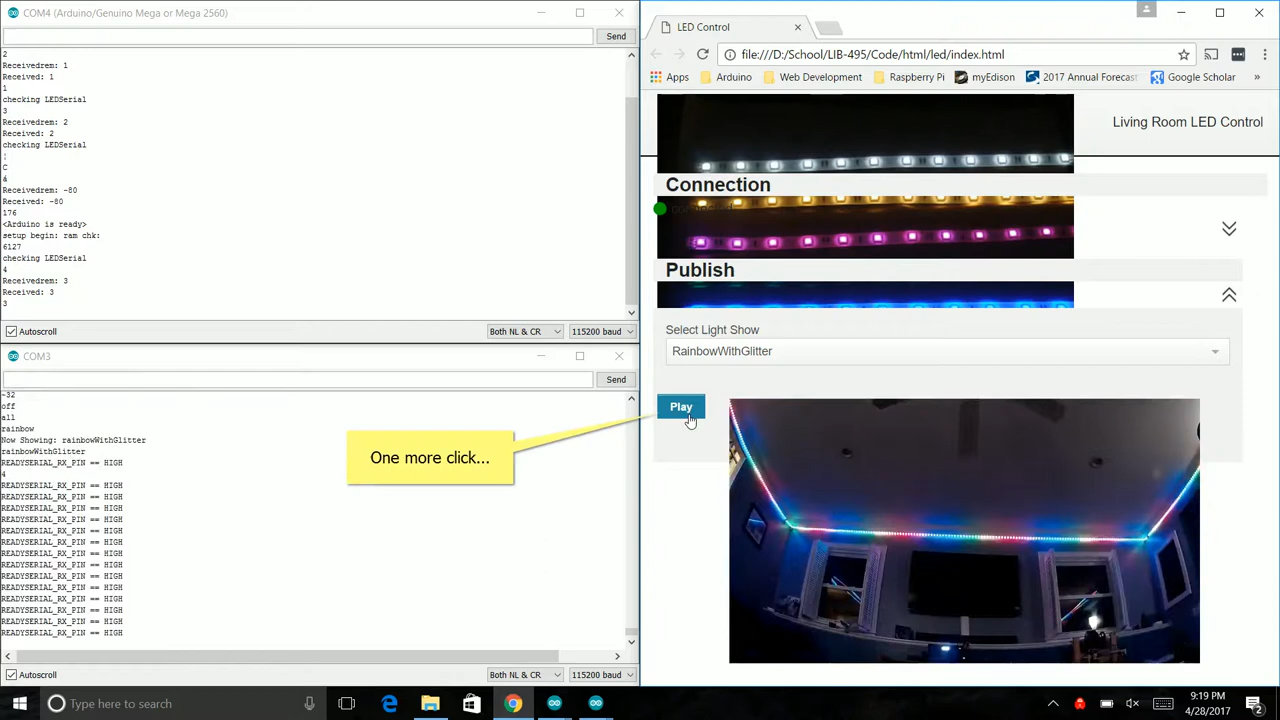 COM4 (Arduino/Genuino Mega or Mega 2560)
Send
2
Receivedrem: 1
Received: 1
1
checking LEDSerial
3
Receivedrem: 2
Received: 2
checking LEDSerial
C
4
Receivedrem: -80
Received: -80
176
<Arduino is ready>
setup begin: ram chk:
6127
checking LEDSerial
4
Receivedrem: 3
Received: 3
3
Autoscroll
Both NL & CR
115200 baud
COM3
Send
-32
off
all
rainbow
Now Showing: rainbowWithGlitter
rainbowWithGlitter
READYSERIAL_RX_PIN == HIGH
4
READYSERIAL_RX_PIN == HIGH
READYSERIAL_RX_PIN == HIGH
READYSERIAL_RX_PIN == HIGH
READYSERIAL_RX_PIN == HIGH
READYSERIAL_RX_PIN == HIGH
READYSERIAL_RX_PIN == HIGH
READYSERIAL_RX_PIN == HIGH
READYSERIAL_RX_PIN == HIGH
READYSERIAL_RX_PIN == HIGH
READYSERIAL_RX_PIN == HIGH
READYSERIAL_RX_PIN == HIGH
READYSERIAL_RX_PIN == HIGH
READYSERIAL_RX_PIN == HIGH
READYSERIAL_RX_PIN == HIGH
Autoscroll
Both NL & CR
115200 baud
One more click...
LED Control
file:///D:/School/LIB-495/Code/html/led/index.html
Apps Arduino Web Development Raspberry Pi myEdison 2017 Annual Forecast Google Scholar »
Living Room LED Control
Connection
Publish
Select Light Show
RainbowWithGlitter
Play
Type here to search
9:19 PM
4/28/2017
2